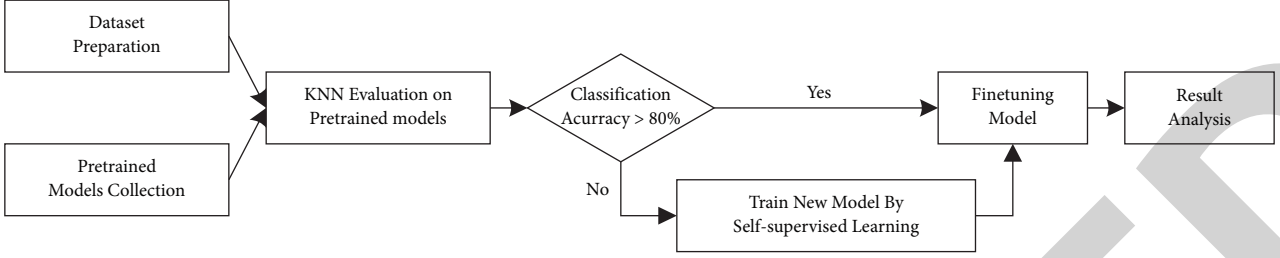 Dataset
Preparation
Pretrained
Models Collection
KNN Evaluation on
Pretrained models
Classification
Acurracy > 80%
Yes
No
Train New Model By
Self-supervised Learning
Finetuning
Model
Result
Analysis